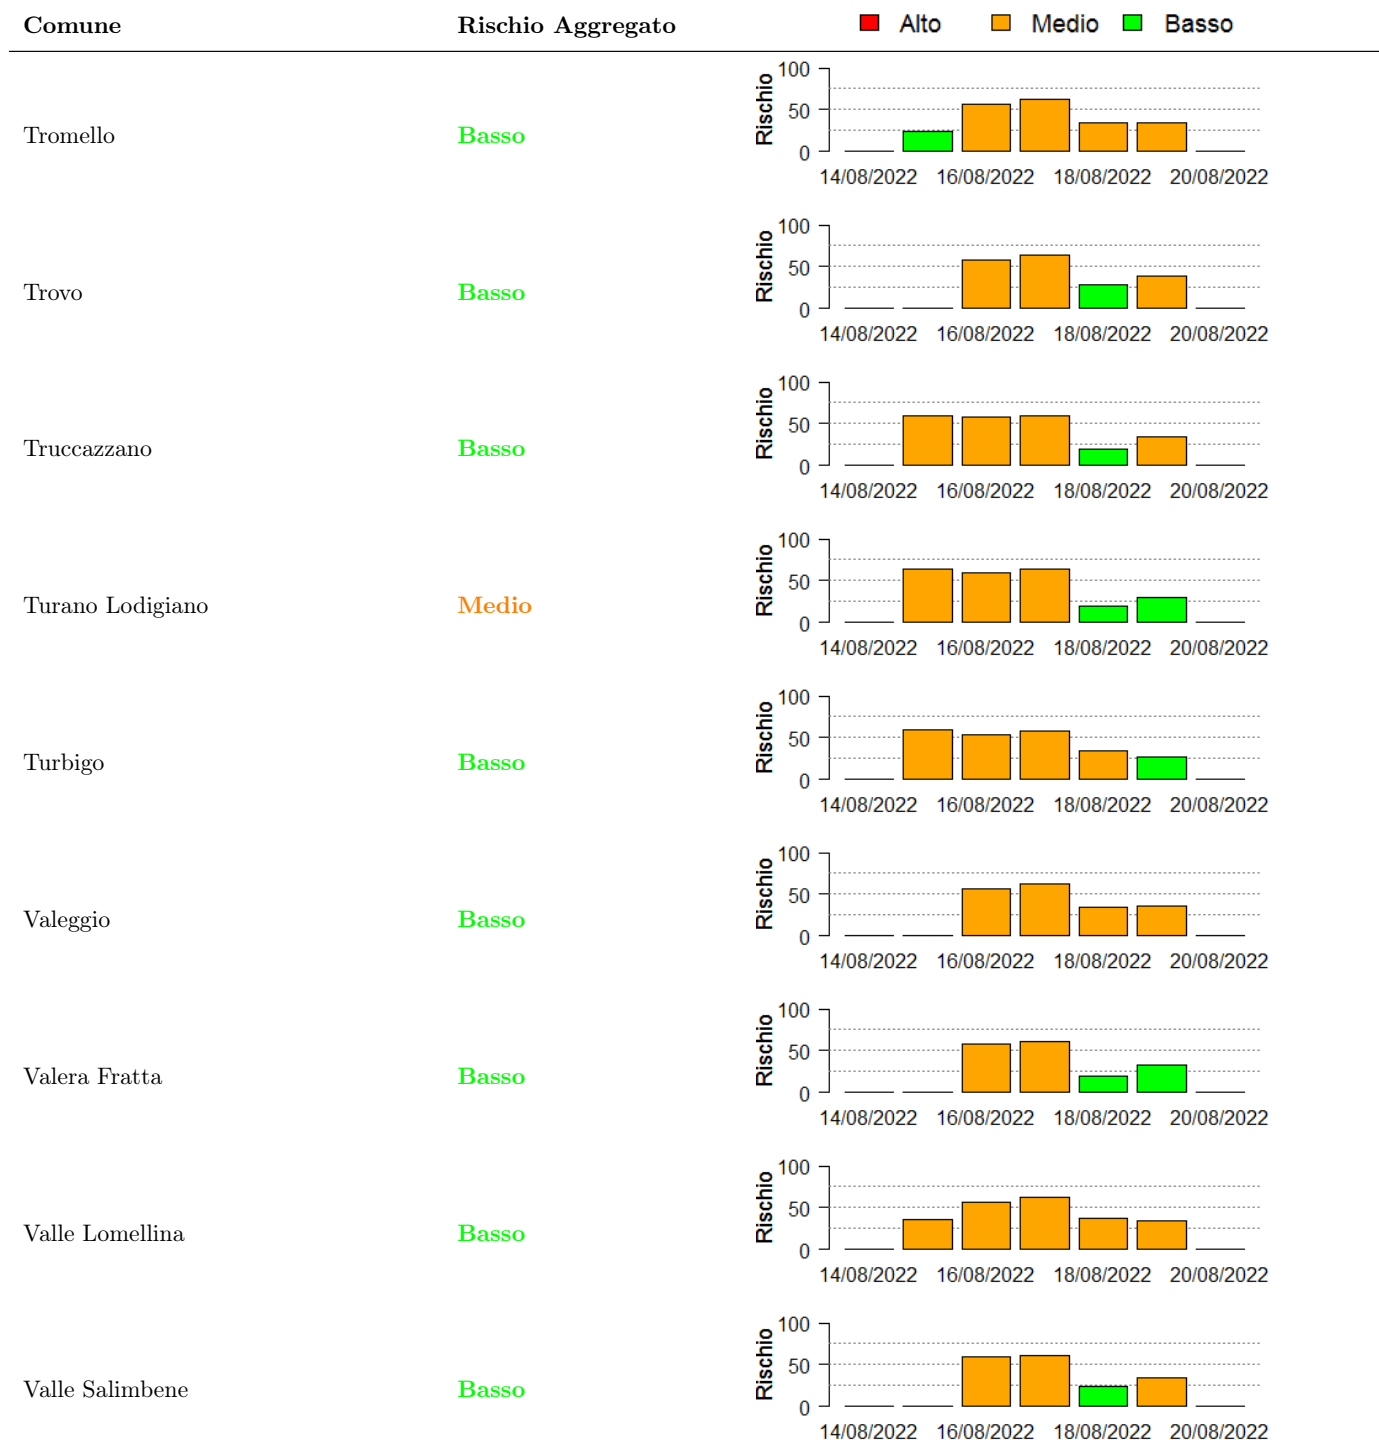 Comune Rischio Aggregato Alto Medio Basso
Tromello Basso Rischio 100 50 0
14/08/2022 16/08/2022 18/08/2022 20/08/2022
Trovo Basso Rischio 100 50 0
14/08/2022 16/08/2022 18/08/2022 20/08/2022
Truccazzano Basso Rischio 100 50 0
14/08/2022 16/08/2022 18/08/2022 20/08/2022
Turano Lodigiano Medio Rischio 100 50 0
14/08/2022 16/08/2022 18/08/2022 20/08/2022
Turbigo Basso Rischio 100 50 0
14/08/2022 16/08/2022 18/08/2022 20/08/2022
Valeggio Basso Rischio 100 50 0
14/08/2022 16/08/2022 18/08/2022 20/08/2022
Valera Fratta Basso Rischio 100 50 0
14/08/2022 16/08/2022 18/08/2022 20/08/2022
Valle Lomellina Basso Rischio 100 50 0
14/08/2022 16/08/2022 18/08/2022 20/08/2022
Valle Salimbene Basso Rischio 100 50 0
14/08/2022 16/08/2022 18/08/2022 20/08/2022